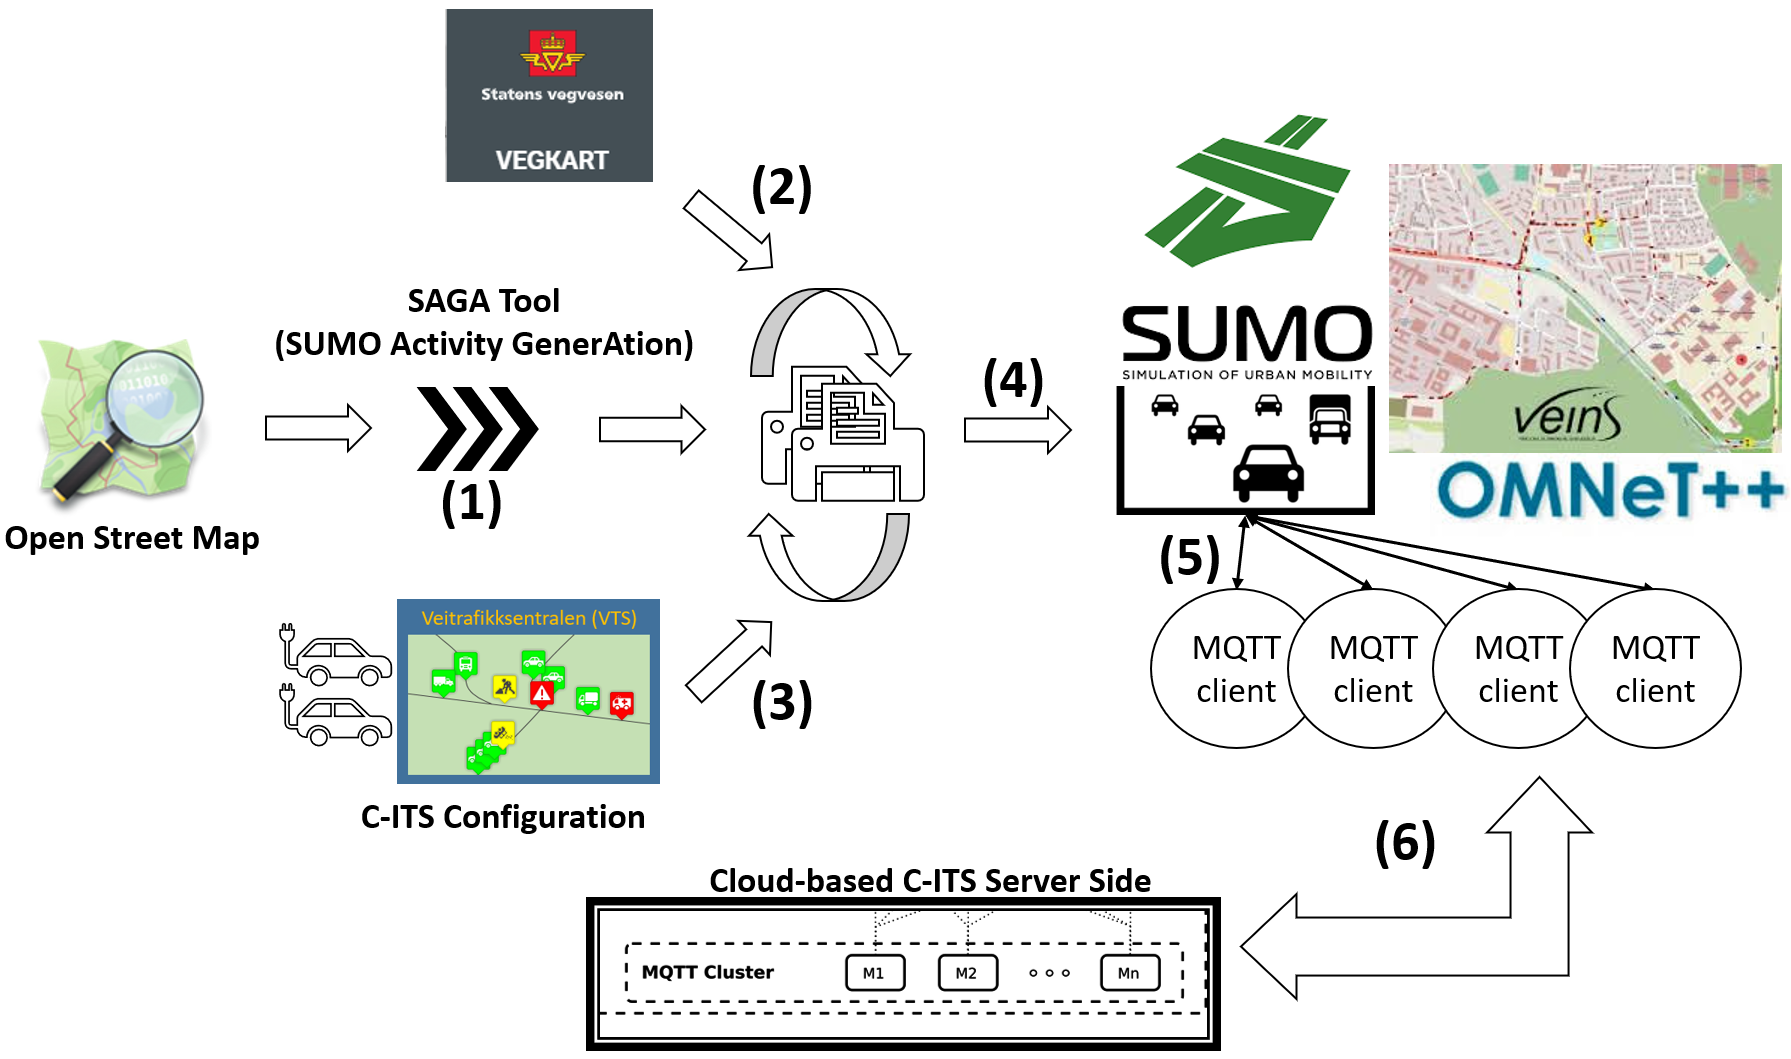 Statens vegvesen
VEGKART
(2)
SAGA Tool
(SUMO Activity GenerAtion)
(1)
Open Street Map
011010
(4)
SUMO
SIMULATION OF URBAN MOBILITY
veins
OMNeT++
(5)
MQTT
client
MQTT
client
MQTT
client
MQTT
client
Veitrafikksentralen (VTS)
(3)
C-ITS Configuration
(6)
Cloud-based C-ITS Server Side
MQTT Cluster
M1
M2
Mn